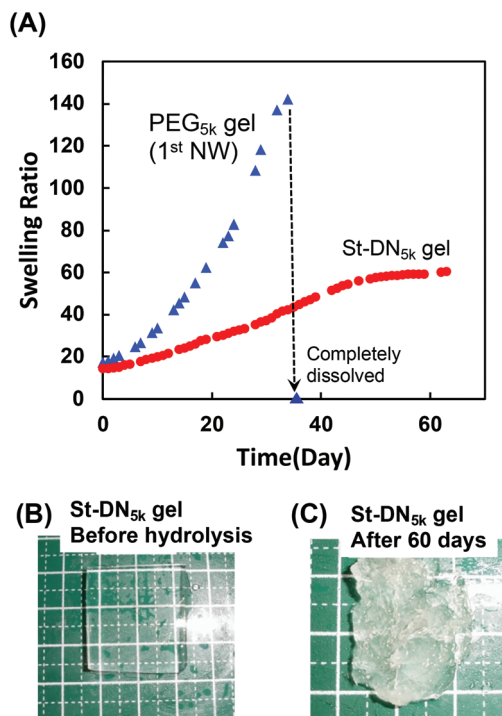 (A)
160
140
120
100
80
60
40
20
0
Swelling Ratio
PEG5k gel
(1st NW)
St-DN5k gel
Completely
dissolved
0
20
40
60
Time(Day)
(B)
St-DN5k gel
Before hydrolysis
(C)
St-DN5k gel
After 60 days